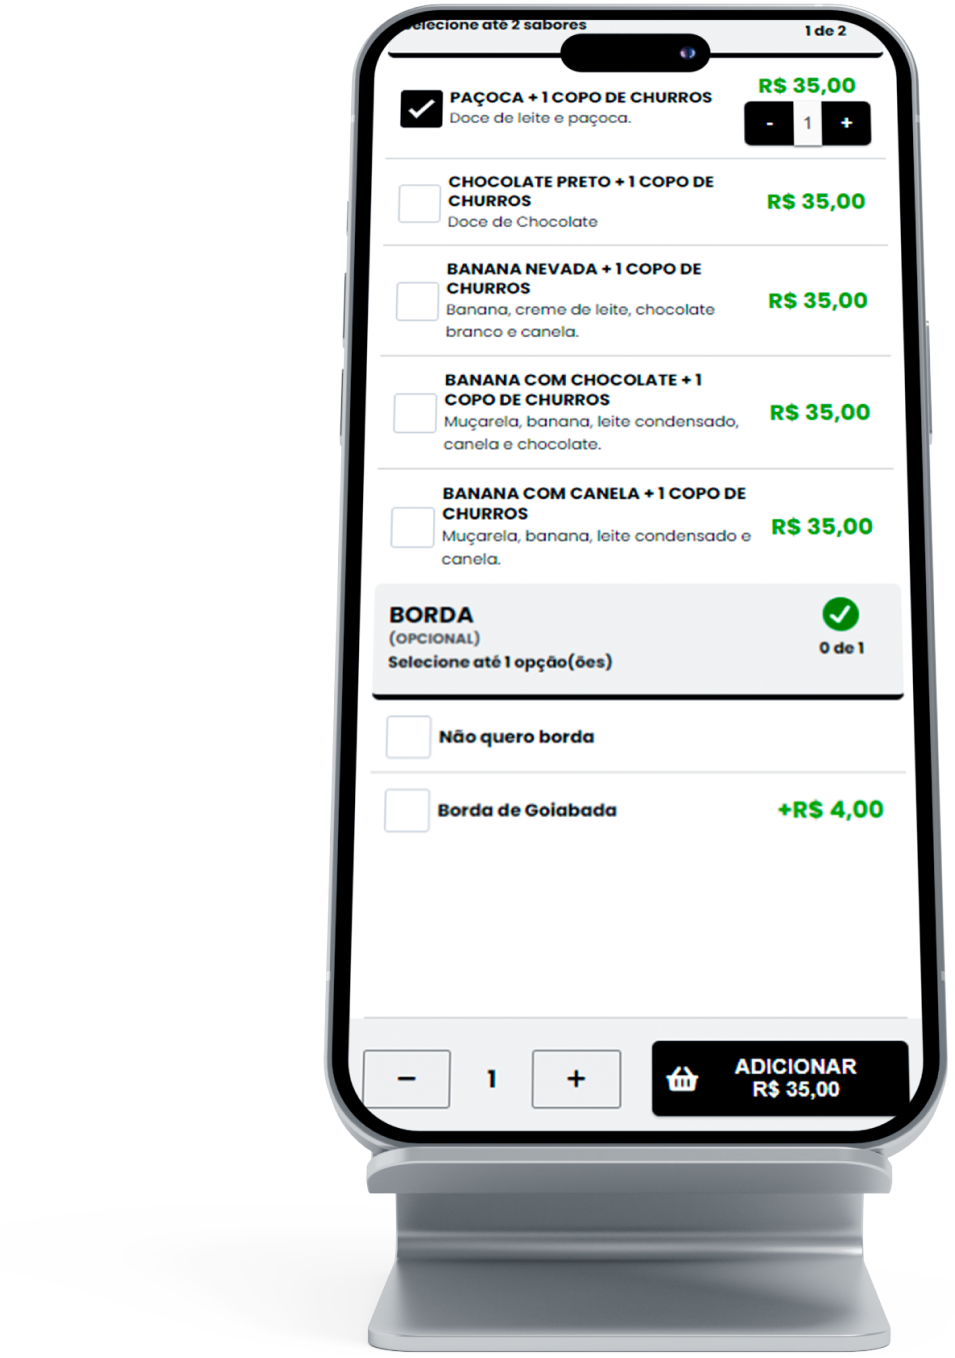 Selecione até 2 sabores
1 de 2
PAÇOCA + 1 COPO DE CHURROS
Doce de leite e paçoca.
R$ 35,00
- 1 +
CHOCOLATE PRETO + 1 COPO DE
CHURROS
Doce de Chocolate
R$ 35,00
BANANA NEVADA + 1 COPO DE
CHURROS
Banana, creme de leite, chocolate
branco e canela.
R$ 35,00
BANANA COM CHOCOLATE + 1
COPO DE CHURROS
Muçarela, banana, leite condensado,
canela e chocolate.
R$ 35,00
BANANA COM CANELA + 1 COPO DE
CHURROS
Muçarela, banana, leite condensado e
canela.
R$ 35,00
BORDA
(OPCIONAL)
Selecione até 1 opção(ões)
0 de 1
Não quero borda
Borda de Goiabada
+R$ 4,00
− 1 +
ADICIONAR
R$ 35,00